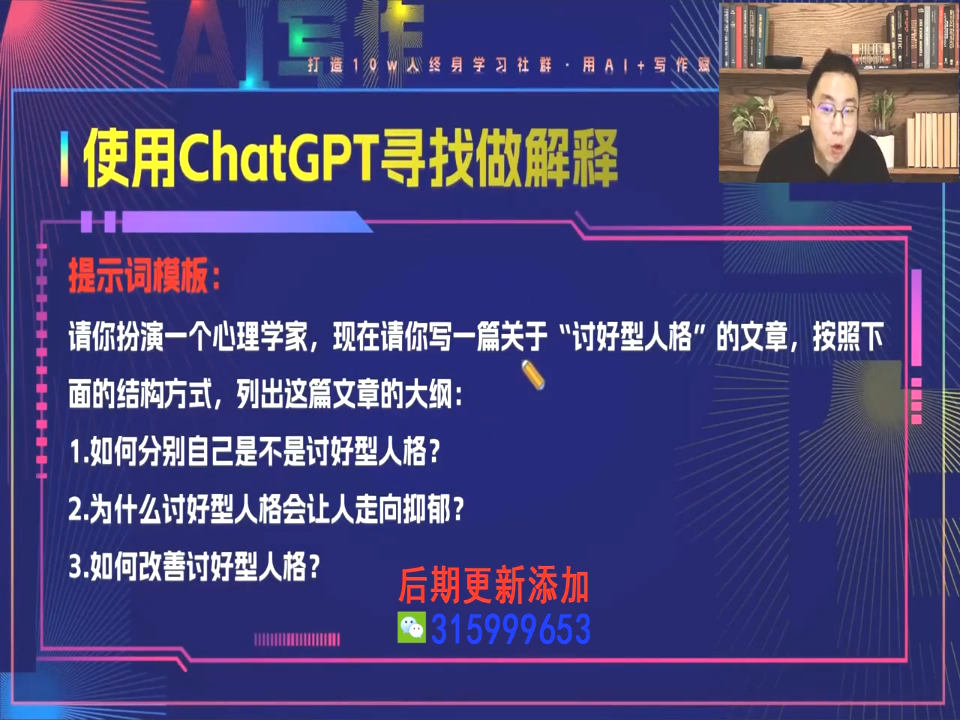 AI写作
打造10w人终身学习社群·用AI+写作赋
使用ChatGPT寻找做解释
提示词模板：
请你扮演一个心理学家，现在请你写一篇关于“讨好型人格”的文章，按照下
面的结构方式，列出这篇文章的大纲：
1.如何分别自己是不是讨好型人格？
2.为什么讨好型人格会让人走向抑郁？
3.如何改善讨好型人格？
后期更新添加
315999653